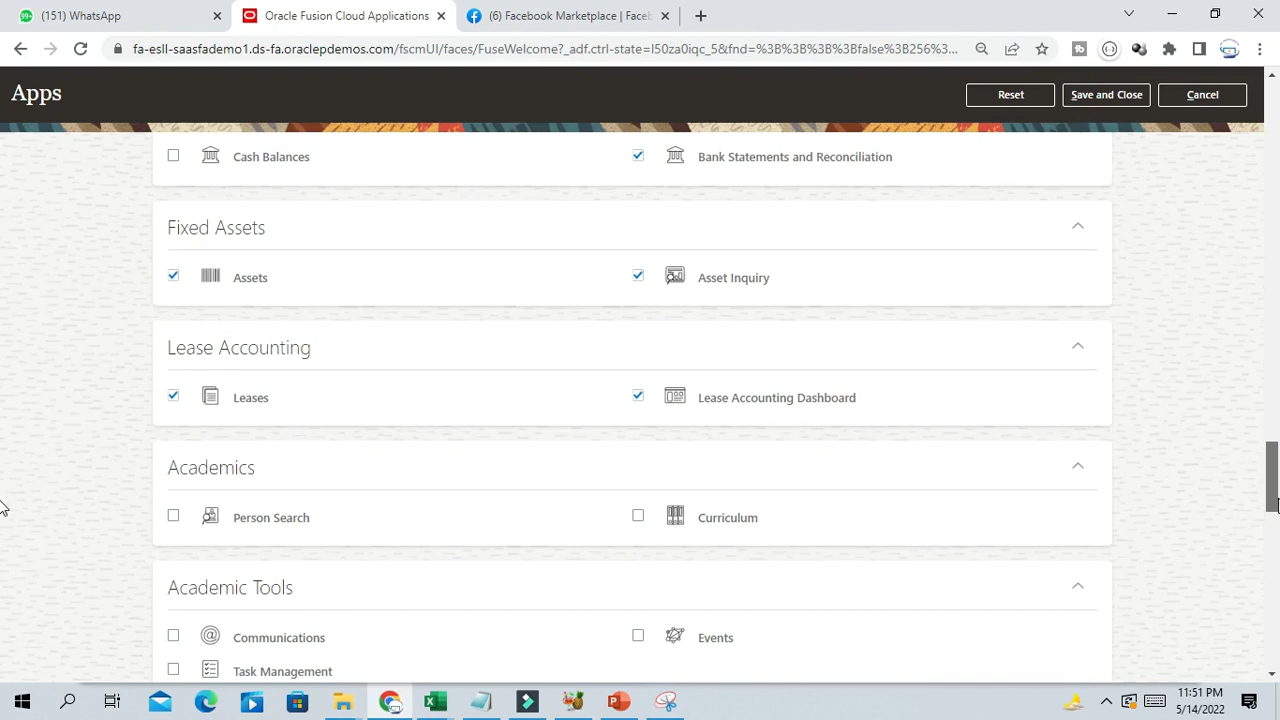 99+
(151) WhatsApp
Oracle Fusion Cloud Applications
(6) Facebook Marketplace | Faceb
fa-esll-saasfademo1.ds-fa.oraclepdemos.com/fscmUI/faces/FuseWelcome?_adf.ctrl-state=l50za0iqc_5&fnd=%3B%3B%3B%3Bfalse%3B256%3...
Apps
Reset
Save and Close
Cancel
Cash Balances
Bank Statements and Reconciliation
Fixed Assets
Assets
Asset Inquiry
Lease Accounting
Leases
Lease Accounting Dashboard
Academics
Person Search
Curriculum
Academic Tools
Communications
Events
Task Management
11:51 PM
5/14/2022